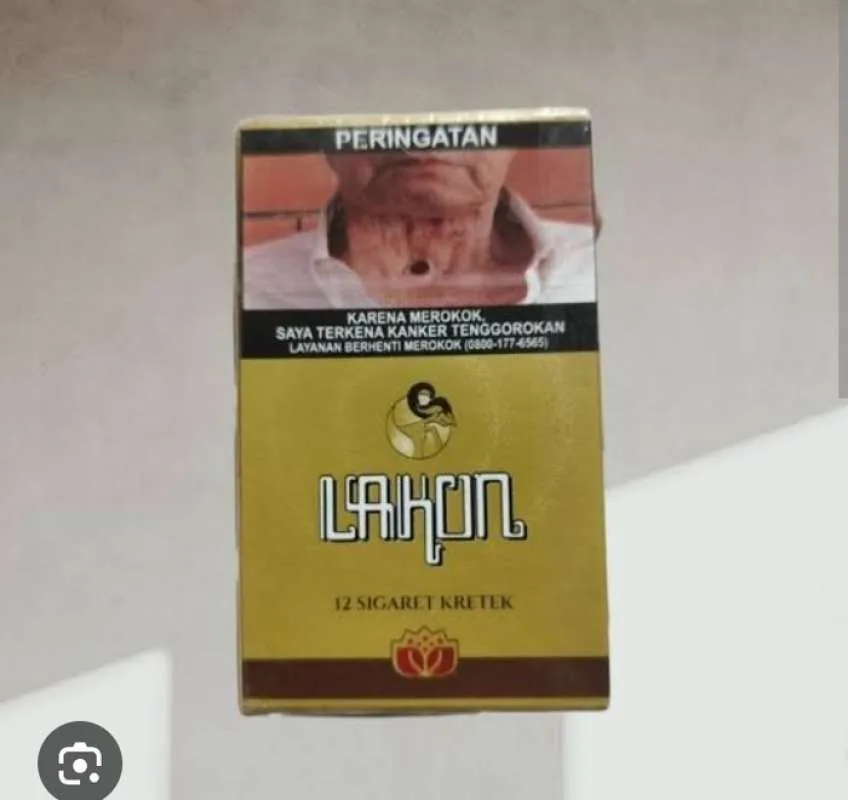 PERINGATAN
KARENA MEROKOK,
SAYA TERKENA KANKER TENGGOROKAN
LAYANAN BERHENTI MEROKOK (0800-177-6565)
LAKON
12 SIGARET KRETEK